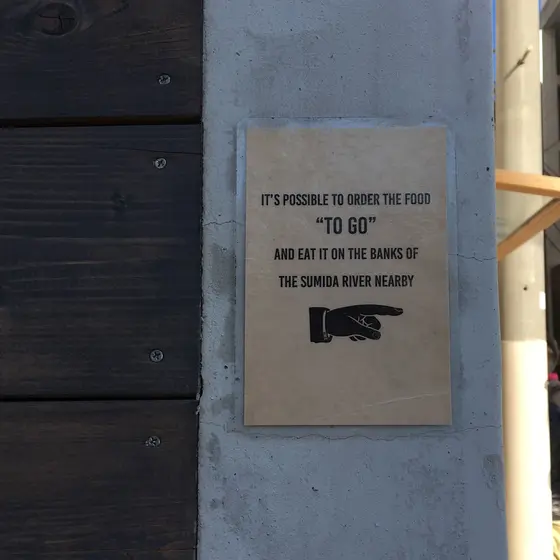 IT'S POSSIBLE TO ORDER THE FOOD
“TO GO”
AND EAT IT ON THE BANKS OF
THE SUMIDA RIVER NEARBY